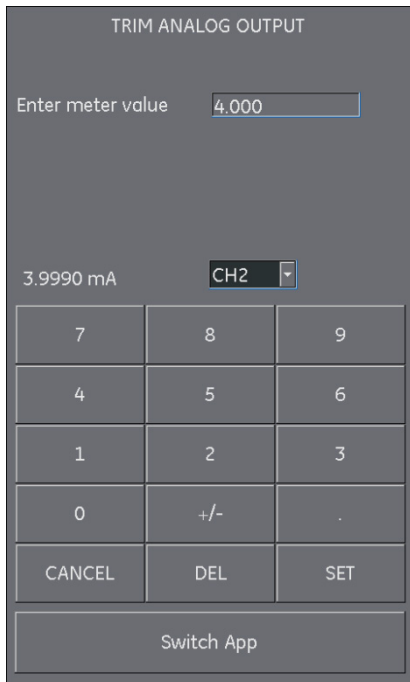 TRIM ANALOG OUTPUT
Enter meter value 4.000
3.9990 mA CH2
7 8 9
4 5 6
1 2 3
0 +/- .
CANCEL DEL SET
Switch App